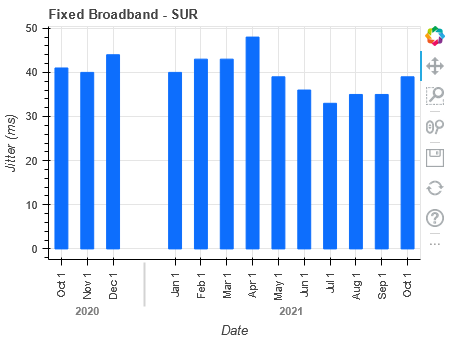 Fixed Broadband - SUR
50
40
30
20
10
0
Jitter (ms)
Oct 1
Nov 1
Dec 1
Jan 1
Feb 1
Mar 1
Apr 1
May 1
Jun 1
Jul 1
Aug 1
Sep 1
Oct 1
2020
2021
Date